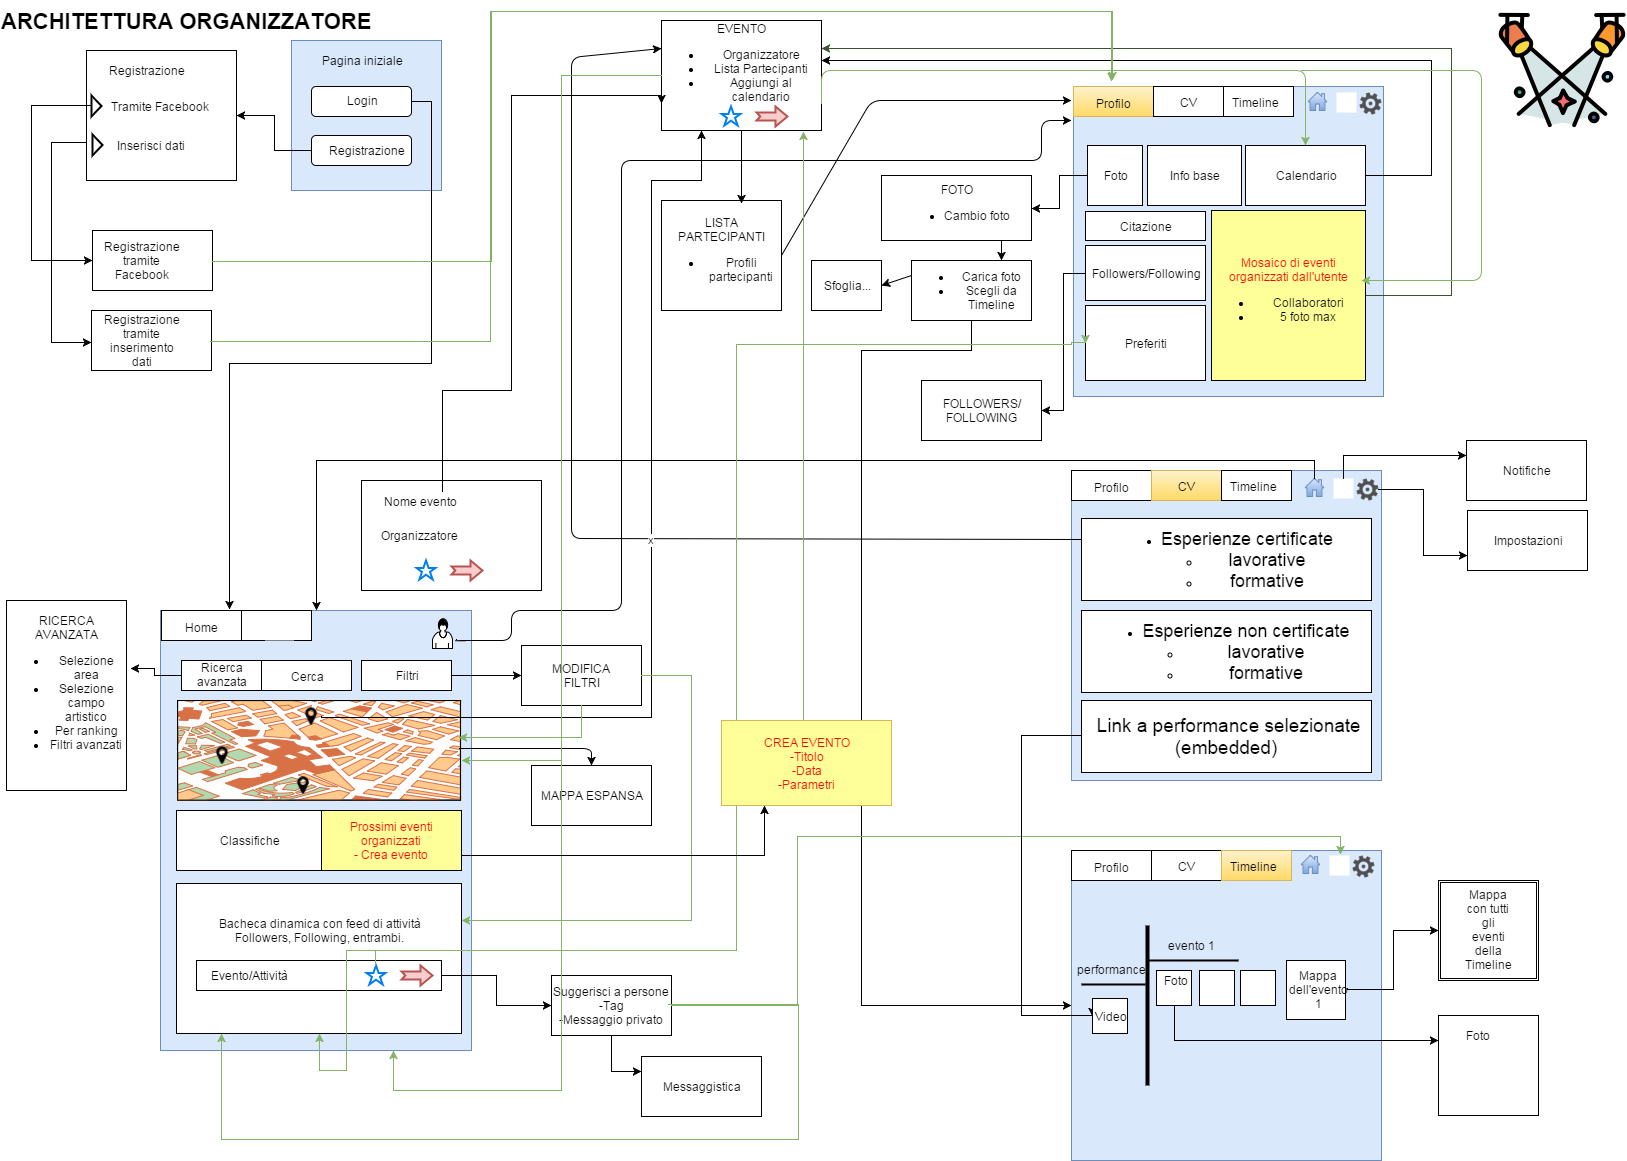 ARCHITETTURA ORGANIZZATORE
Registrazione
Tramite Facebook
Inserisci dati
Pagina iniziale
Login
Registrazione
Registrazione
tramite
Facebook
Registrazione
tramite
inserimento
dati
EVENTO
Organizzatore
Lista Partecipanti
Aggiungi al
calendario
LISTA
PARTECIPANTI
Profili
partecipanti
FOTO
Cambio foto
Sfoglia...
Carica foto
Scegli da
Timeline
FOLLOWERS/
FOLLOWING
Profilo
CV
Timeline
Foto
Info base
Calendario
Citazione
Followers/Following
Preferiti
Mosaico di eventi
organizzati dall'utente
Collaboratori
5 foto max
Nome evento
Organizzatore
x
Profilo
CV
Timeline
Esperienze certificate
lavorative
formative
Esperienze non certificate
lavorative
formative
Link a performance selezionate
(embedded)
Notifiche
Impostazioni
RICERCA
AVANZATA
Selezione
area
Selezione
campo
artistico
Per ranking
Filtri avanzati
Home
Ricerca
avanzata
Cerca
Filtri
MODIFICA
FILTRI
MAPPA ESPANSA
Classifiche
Prossimi eventi
organizzati
- Crea evento
Bacheca dinamica con feed di attività
Followers, Following, entrambi.
Evento/Attività
CREA EVENTO
-Titolo
-Data
-Parametri
Suggerisci a persone
-Tag
-Messaggio privato
Messaggistica
Profilo
CV
Timeline
evento 1
performance
Foto
Video
Mappa
dell'evento
1
Mappa
con tutti
gli
eventi
della
Timeline
Foto